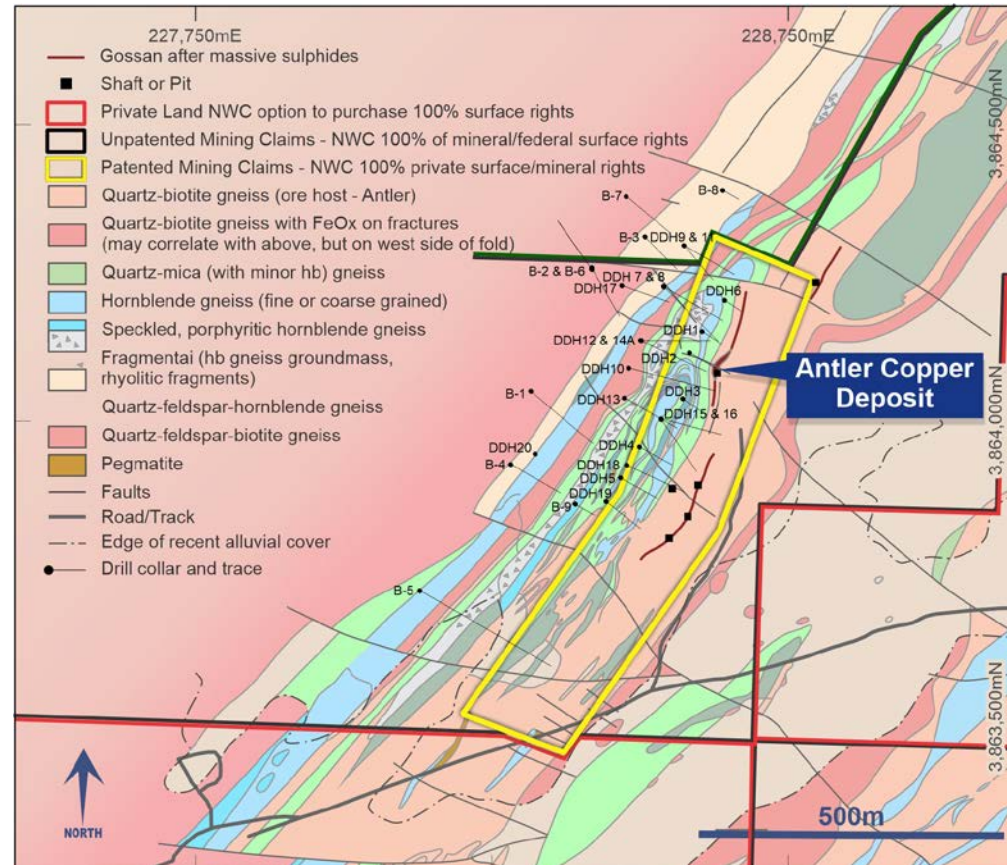 227,750mE
228,750mE
Gossan after massive sulphides
Shaft or Pit
Private Land NWC option to purchase 100% surface rights
Unpatented Mining Claims - NWC 100% of mineral/federal surface rights
Patented Mining Claims - NWC 100% private surface/mineral rights
Quartz-biotite gneiss (ore host - Antler)
Quartz-biotite gneiss with FeOx on fractures
(may correlate with above, but on west side of fold)
Quartz-mica (with minor hb) gneiss
Hornblende gneiss (fine or coarse grained)
Speckled, porphyritic hornblende gneiss
Fragmentai (hb gneiss groundmass,
rhyolitic fragments)
Quartz-feldspar-hornblende gneiss
Quartz-feldspar-biotite gneiss
Pegmatite
Faults
Road/Track
Edge of recent alluvial cover
Drill collar and trace
3,864,500mN
3,864,000mN
3,863,500mN
B-8
B-7
B-3
DDH9 & 11
B-2 & B-6
DDH 7 & 8
DDH17
DDH6
DDH1
DDH12 & 14A
DDH2
DDH10
B-1
DDH3
DDH13
DDH15 & 16
DDH4
DDH20
B-4
DDH18
DDH5
DDH19
B-9
B-5
Antler Copper
Deposit
NORTH
500m